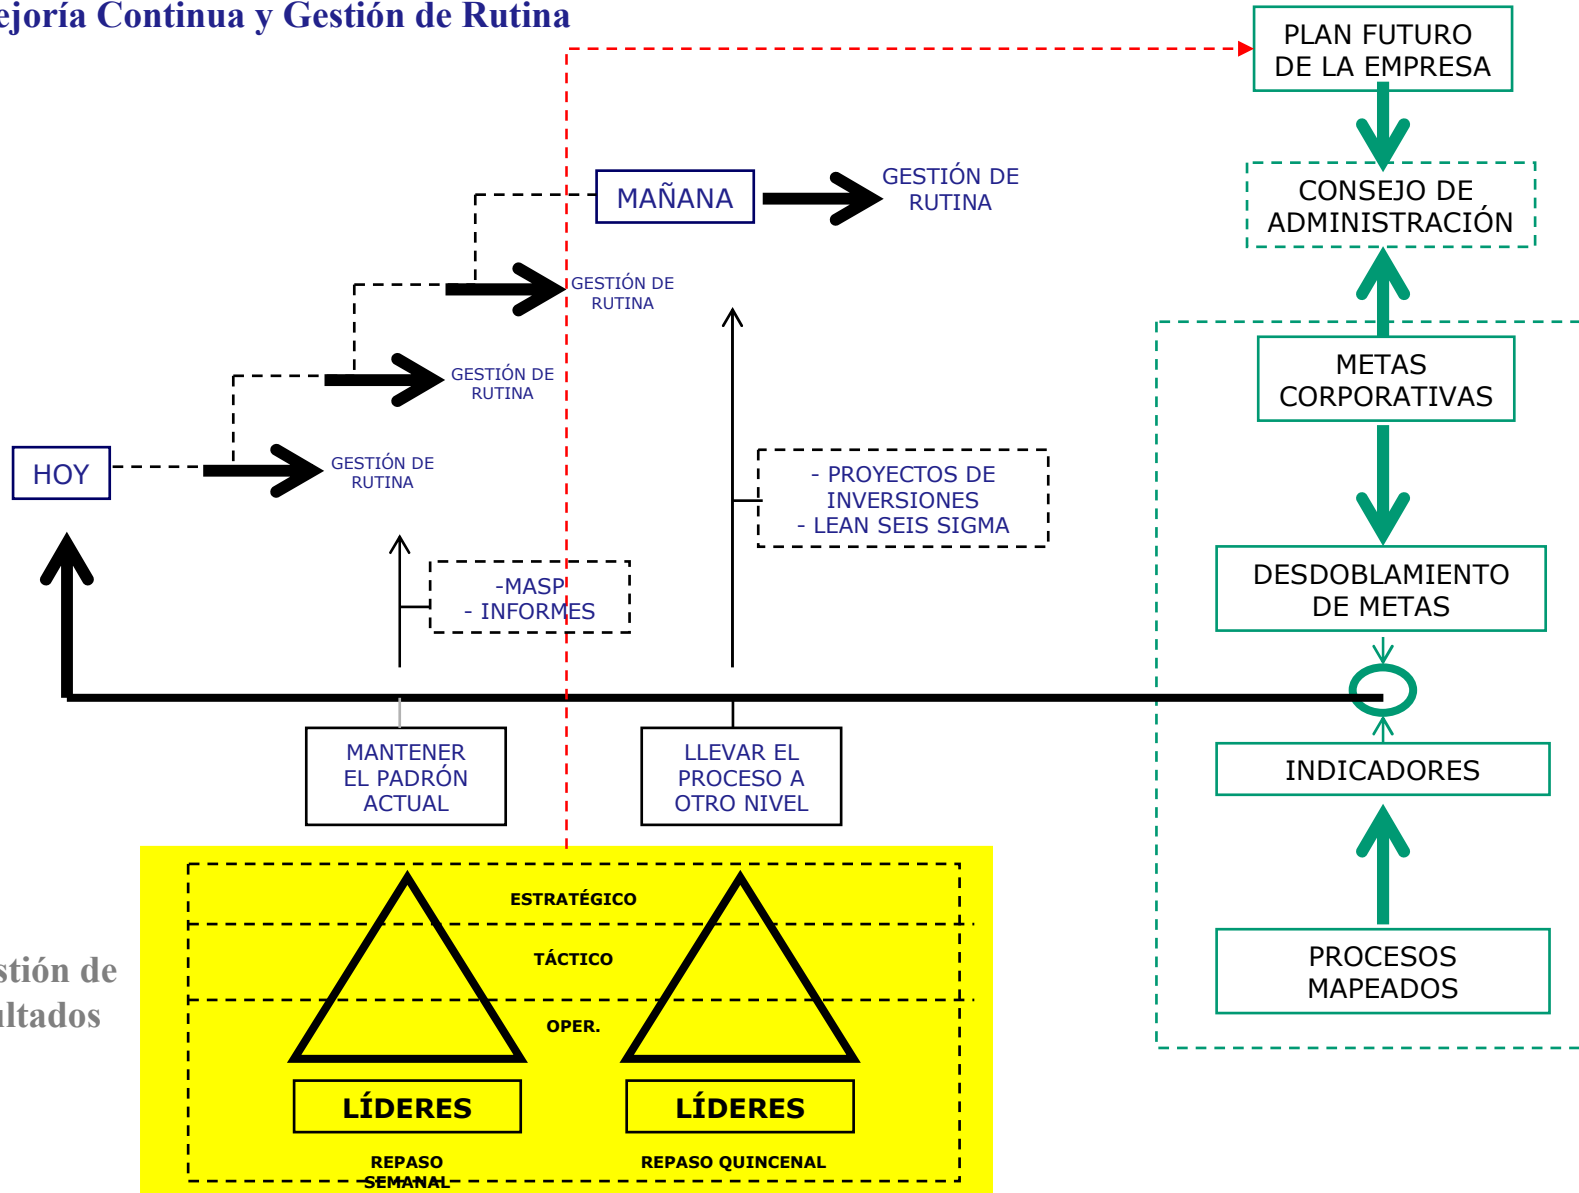 ejoría Continua y Gestión de Rutina
PLAN FUTURO
DE LA EMPRESA
MAÑANA
GESTIÓN DE
RUTINA
CONSEJO DE
ADMINISTRACIÓN
GESTIÓN DE
RUTINA
GESTIÓN DE
RUTINA
METAS
CORPORATIVAS
HOY
GESTIÓN DE
RUTINA
- PROYECTOS DE
INVERSIONES
- LEAN SEIS SIGMA
-MASP
- INFORMES
DESDOBLAMIENTO
DE METAS
MANTENER
EL PADRÓN
ACTUAL
LLEVAR EL
PROCESO A
OTRO NIVEL
INDICADORES
ESTRATÉGICO
TÁCTICO
OPER.
stión de
ultados
PROCESOS
MAPEADOS
LÍDERES
LÍDERES
REPASO
SEMANAL
REPASO QUINCENAL